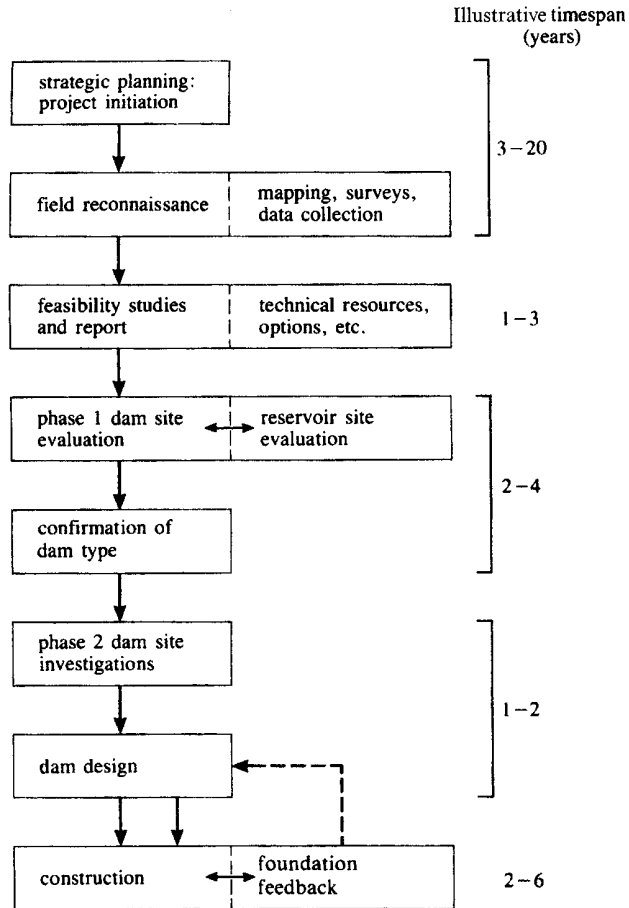 Illustrative timespan
(years)
strategic planning:
project initiation
3–20
field reconnaissance
mapping, surveys,
data collection
feasibility studies
and report
technical resources,
options, etc.
1–3
phase 1 dam site
evaluation
reservoir site
evaluation
2–4
confirmation of
dam type
phase 2 dam site
investigations
1–2
dam design
construction
foundation
feedback
2–6